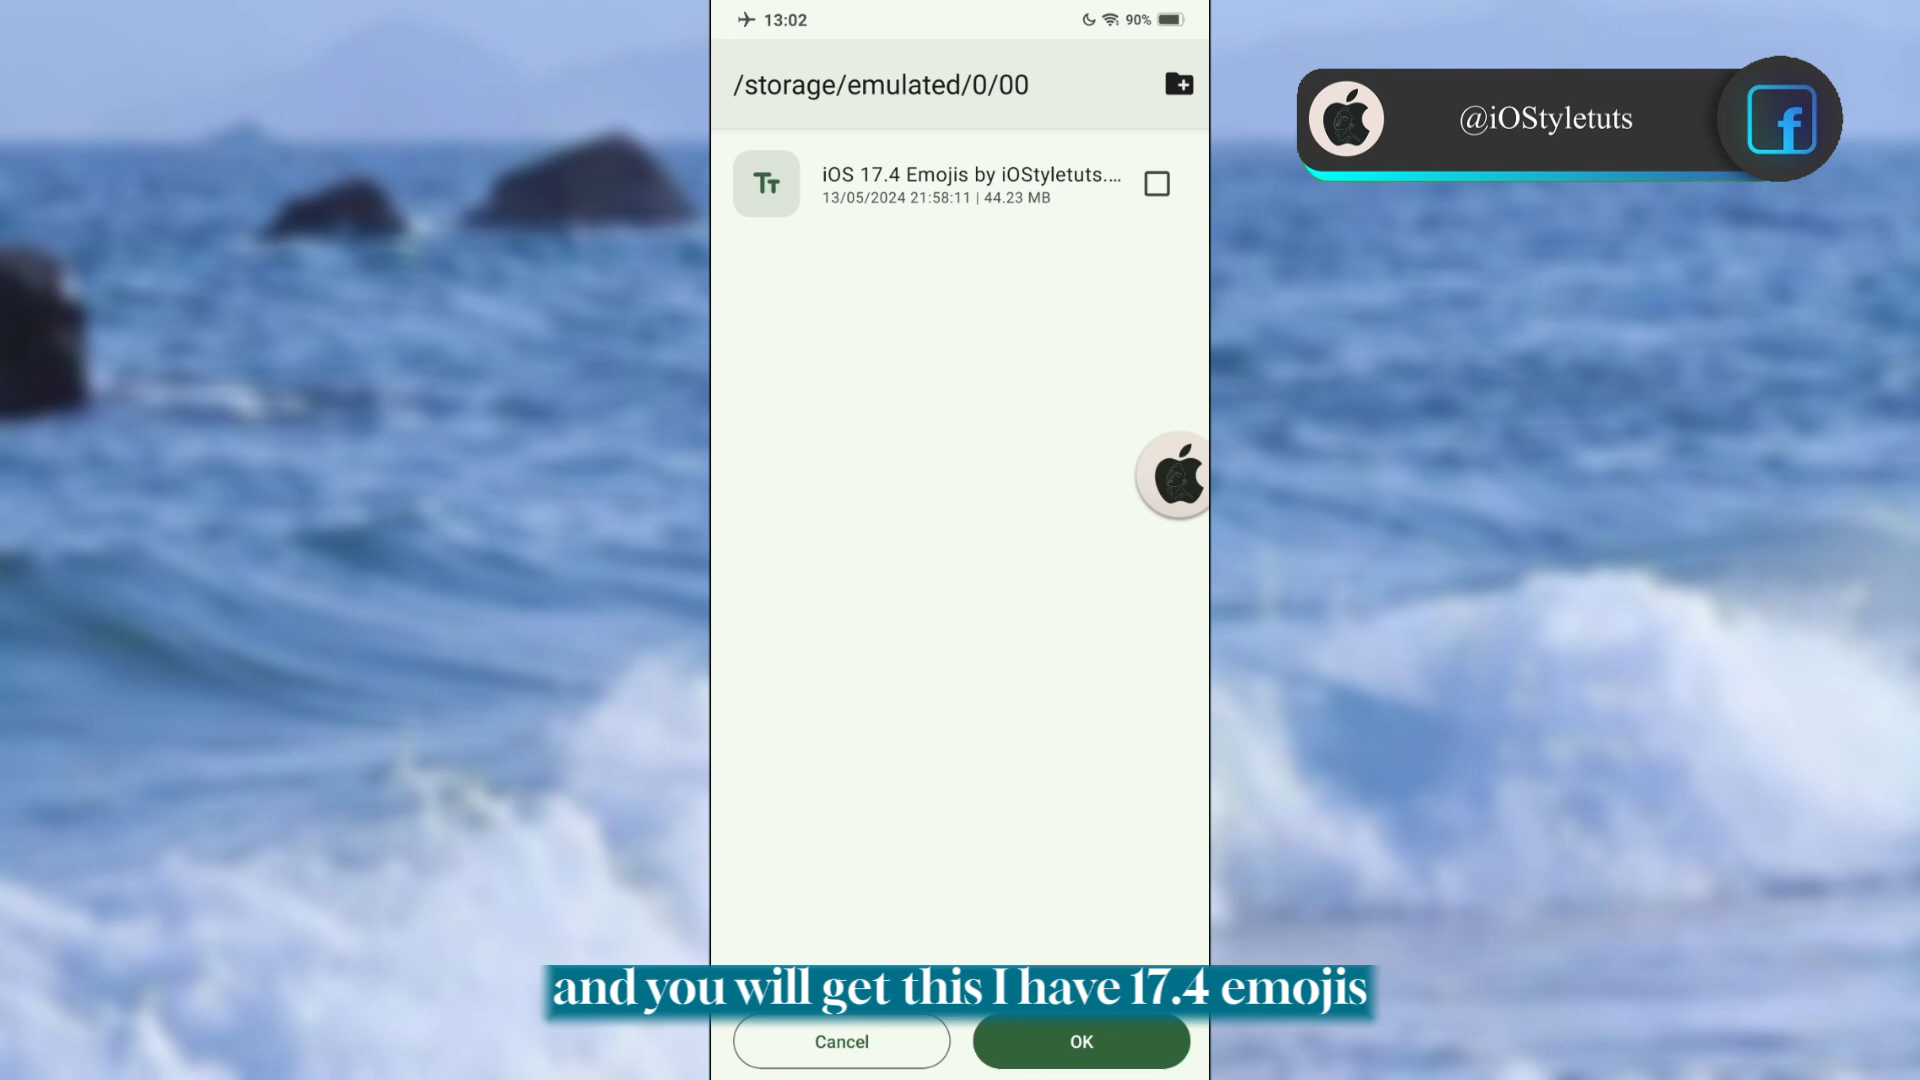 13:02
90%
/storage/emulated/0/00
@iOStyletuts
Tт
iOS 17.4 Emojis by iOStyletuts....
13/05/2024 21:58:11 | 44.23 MB
and you will get this I have 17.4 emojis
Cancel
OK